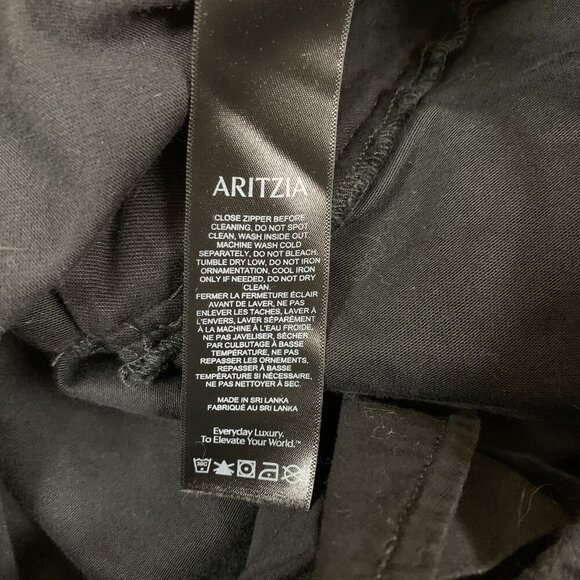 ARITZIA
CLOSE ZIPPER BEFORE
CLEANING, DO NOT SPOT
CLEAN, WASH INSIDE OUT.
MACHINE WASH COLD
SEPARATELY, DO NOT BLEACH.
TUMBLE DRY LOW, DO NOT IRON
ORNAMENTATION, COOL IRON
ONLY IF NEEDED, DO NOT DRY
CLEAN.
FERMER LA FERMETURE ÉCLAIR
AVANT DE LAVER, NE PAS
ENLEVER LES TACHES, LAVER À
L'ENVERS, LAVER SÉPARÉMENT
À LA MACHINE À L'EAU FROIDE,
NE PAS JAVELISER, SÉCHER
PAR CULBUTAGE À BASSE
TEMPÉRATURE, NE PAS
REPASSER LES ORNEMENTS,
REPASSER À BASSE
TEMPÉRATURE SI NÉCESSAIRE,
NE PAS NETTOYER À SEC.
MADE IN SRI LANKA
FABRIQUÉ AU SRI LANKA
Everyday Luxury.
To Elevate Your World.™
30C